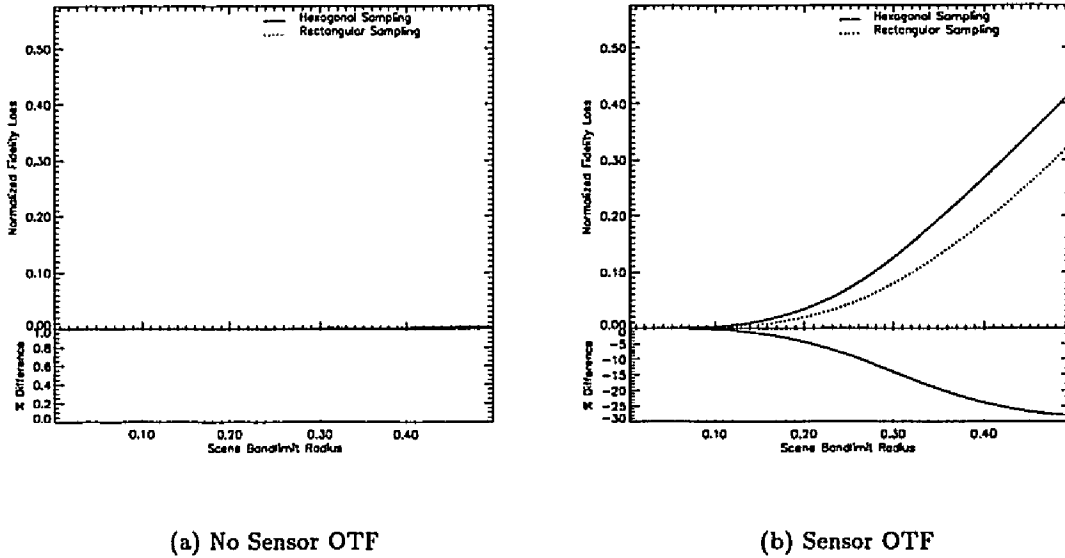 Hexagonal Sampling
Rectangular Sampling
0.50
0.40
0.30
0.20
0.10
0.00
Normalized Fidelity Loss
1.0
0.8
0.6
0.4
0.2
0.0
% Difference
0.10 0.20 0.30 0.40
Scene Bandlimit Radius
(a) No Sensor OTF
Hexagonal Sampling
Rectangular Sampling
0.50
0.40
0.30
0.20
0.10
0.00
Normalized Fidelity Loss
0
-5
-10
-15
-20
-25
-30
% Difference
0.10 0.20 0.30 0.40
Scene Bandlimit Radius
(b) Sensor OTF